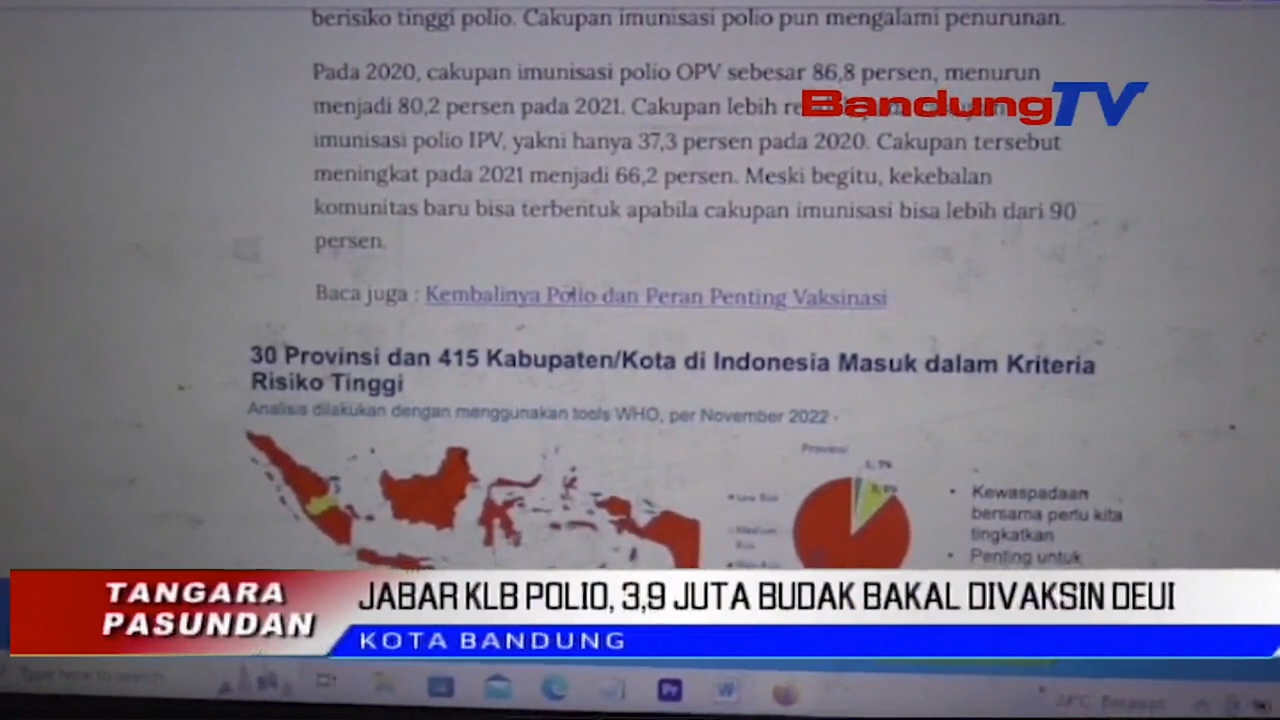 berisiko tinggi polio. Cakupan imunisasi polio pun mengalami penurunan.
Pada 2020, cakupan imunisasi polio OPV sebesar 86,8 persen, menurun
menjadi 80,2 persen pada 2021. Cakupan lebih
BandungTV
imunisasi polio IPV, yakni hanya 37,3 persen pada 2020. Cakupan tersebut
meningkat pada 2021 menjadi 66,2 persen. Meski begitu, kekebalan
komunitas baru bisa terbentuk apabila cakupan imunisasi bisa lebih dari 90
persen.
Baca juga : Kembalinya Polio dan Peran Penting Vaksinasi
30 Provinsi dan 415 Kabupaten/Kota di Indonesia Masuk dalam Kriteria
Risiko Tinggi
Analisis dilakukan dengan menggunakan tools WHO, per November 2022
Provinsi
• Kewaspadaan
bersama perlu kita
tingkatkan
• Penting untuk
TANGARA
PASUNDAN
JABAR KLB POLIO, 3,9 JUTA BUDAK BAKAL DIVAKSIN DEUI
KOTA BANDUNG
Type here to search
Pr
W
24°C